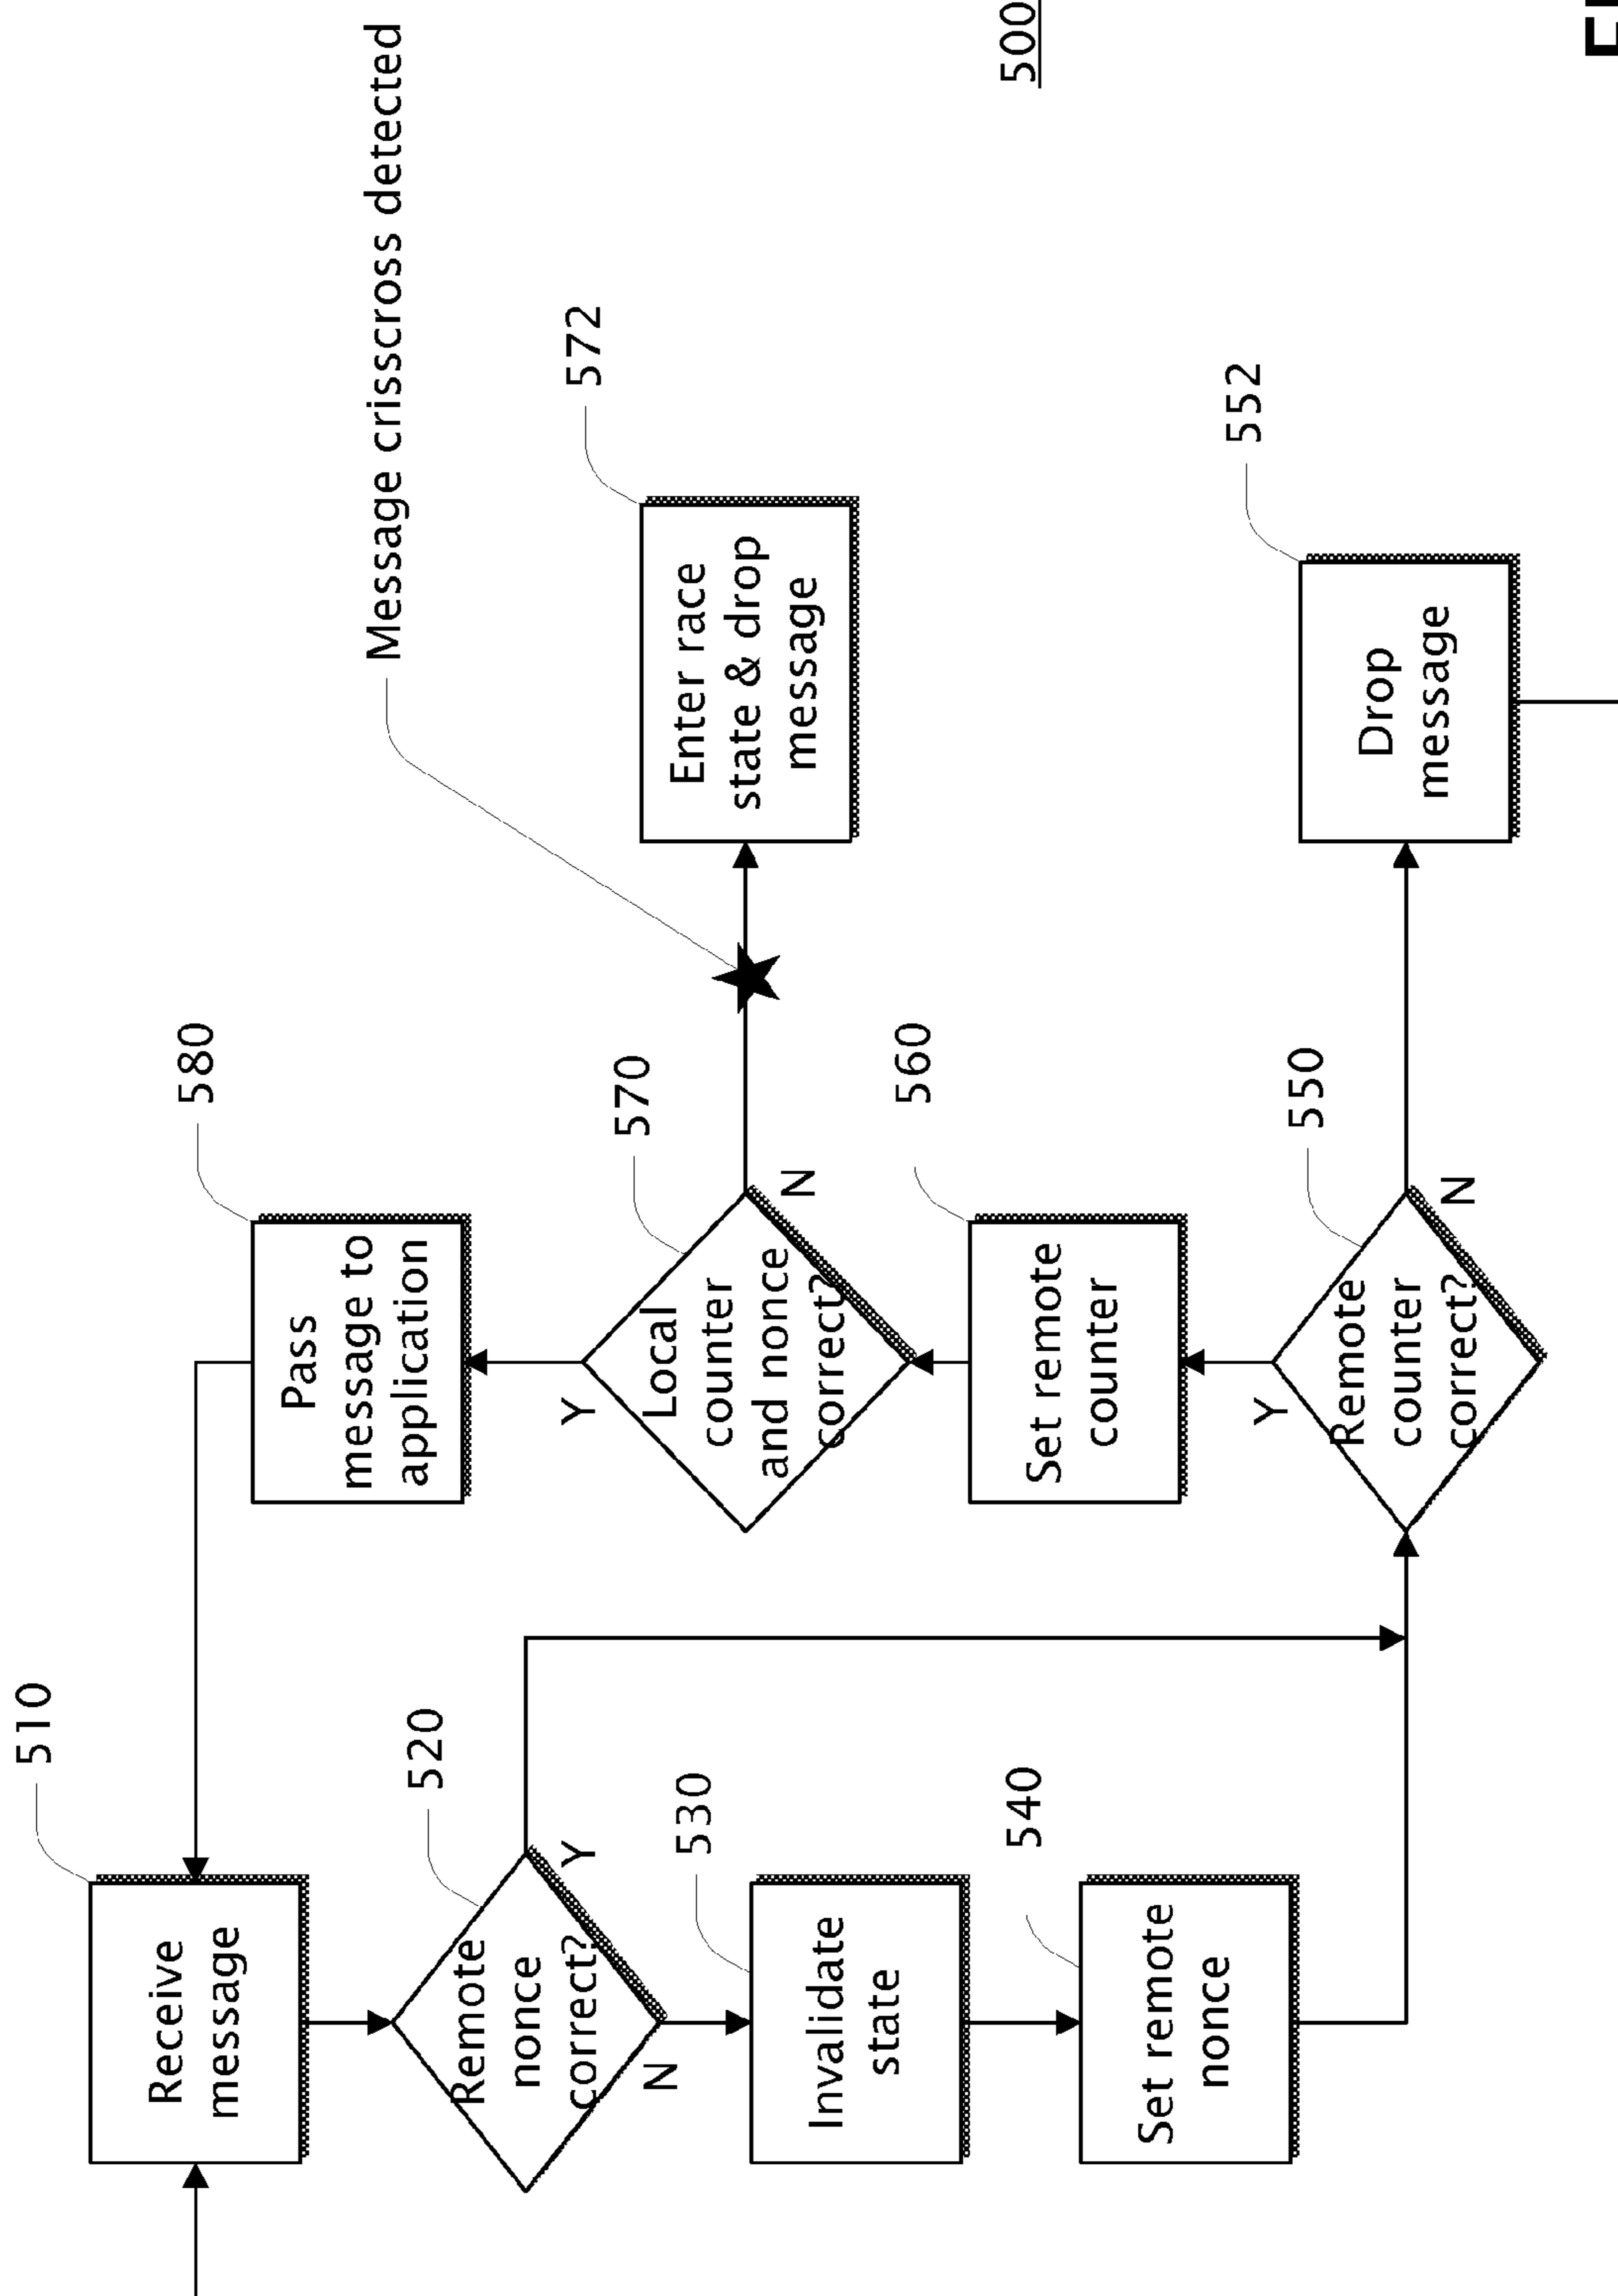 510
Receive
message
520
Remote
nonce
correct?
Y
N
530
Invalidate
state
540
Set remote
nonce
580
Pass
message to
application
Y
570
Local
counter
and nonce
correct?
N
560
Set remote
counter
Y
550
Remote
counter
correct?
N
Message crisscross detected
572
Enter race
state & drop
message
552
Drop
message
500